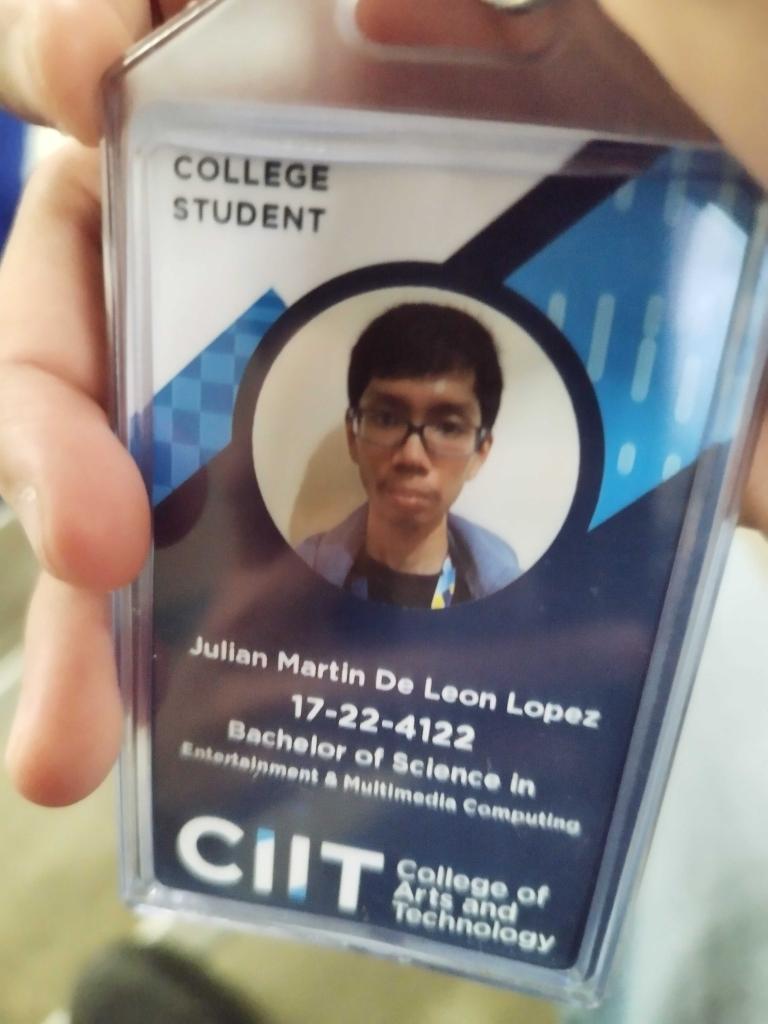 COLLEGE
STUDENT
Julian Martin De Leon Lopez
17-22-4122
Bachelor of Science in
Entertainment & Multimedia Computing
CIIT College of
Arts and
Technology